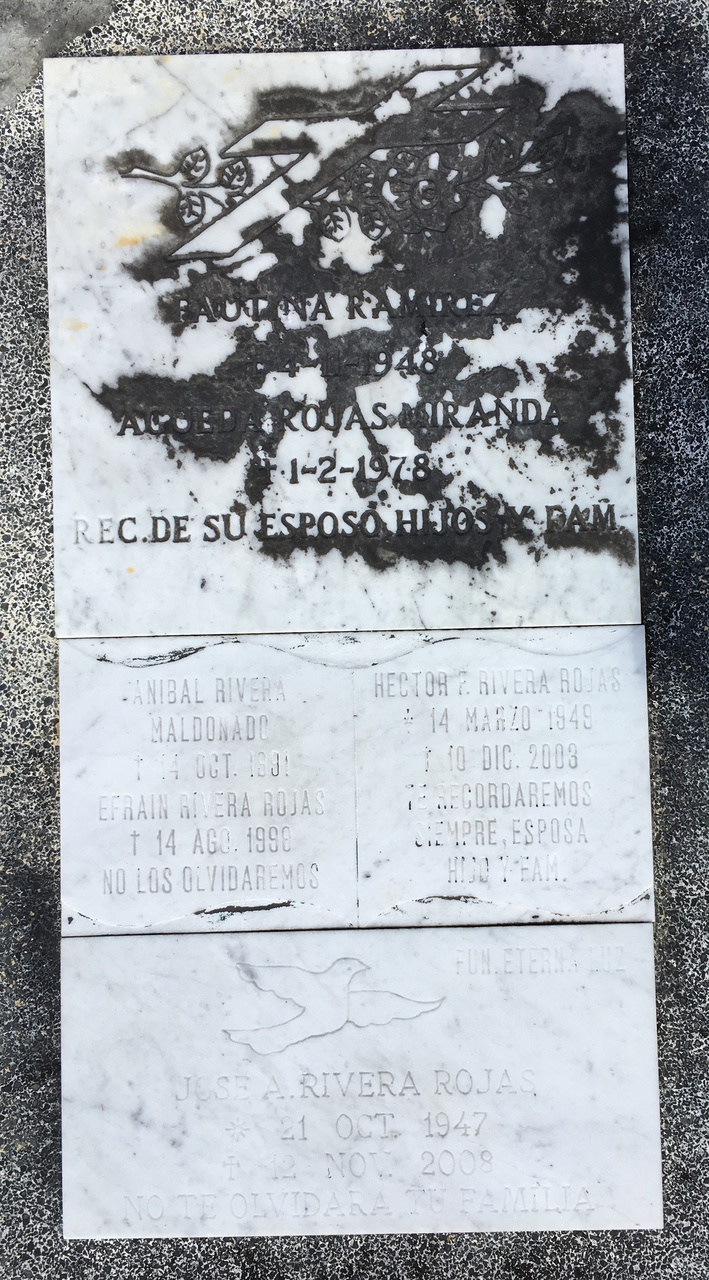 PAULINA RAMIREZ
† 4-11-1948
AGUEDA ROJAS MIRANDA
† 1-2-1978
REC. DE SU ESPOSO, HIJOS Y FAM.
ANIBAL RIVERA
MALDONADO
† 14 OCT. 1991
EFRAIN RIVERA ROJAS
† 14 AGO. 1998
NO LOS OLVIDAREMOS
HECTOR F. RIVERA ROJAS
* 14 MARZO 1949
† 10 DIC. 2003
TE RECORDAREMOS
SIEMPRE, ESPOSA
HIJO Y FAM.
FUN. ETERNA LUZ
JOSE A. RIVERA ROJAS
* 21 OCT. 1947
† 12 NOV. 2008
NO TE OLVIDARA TU FAMILIA